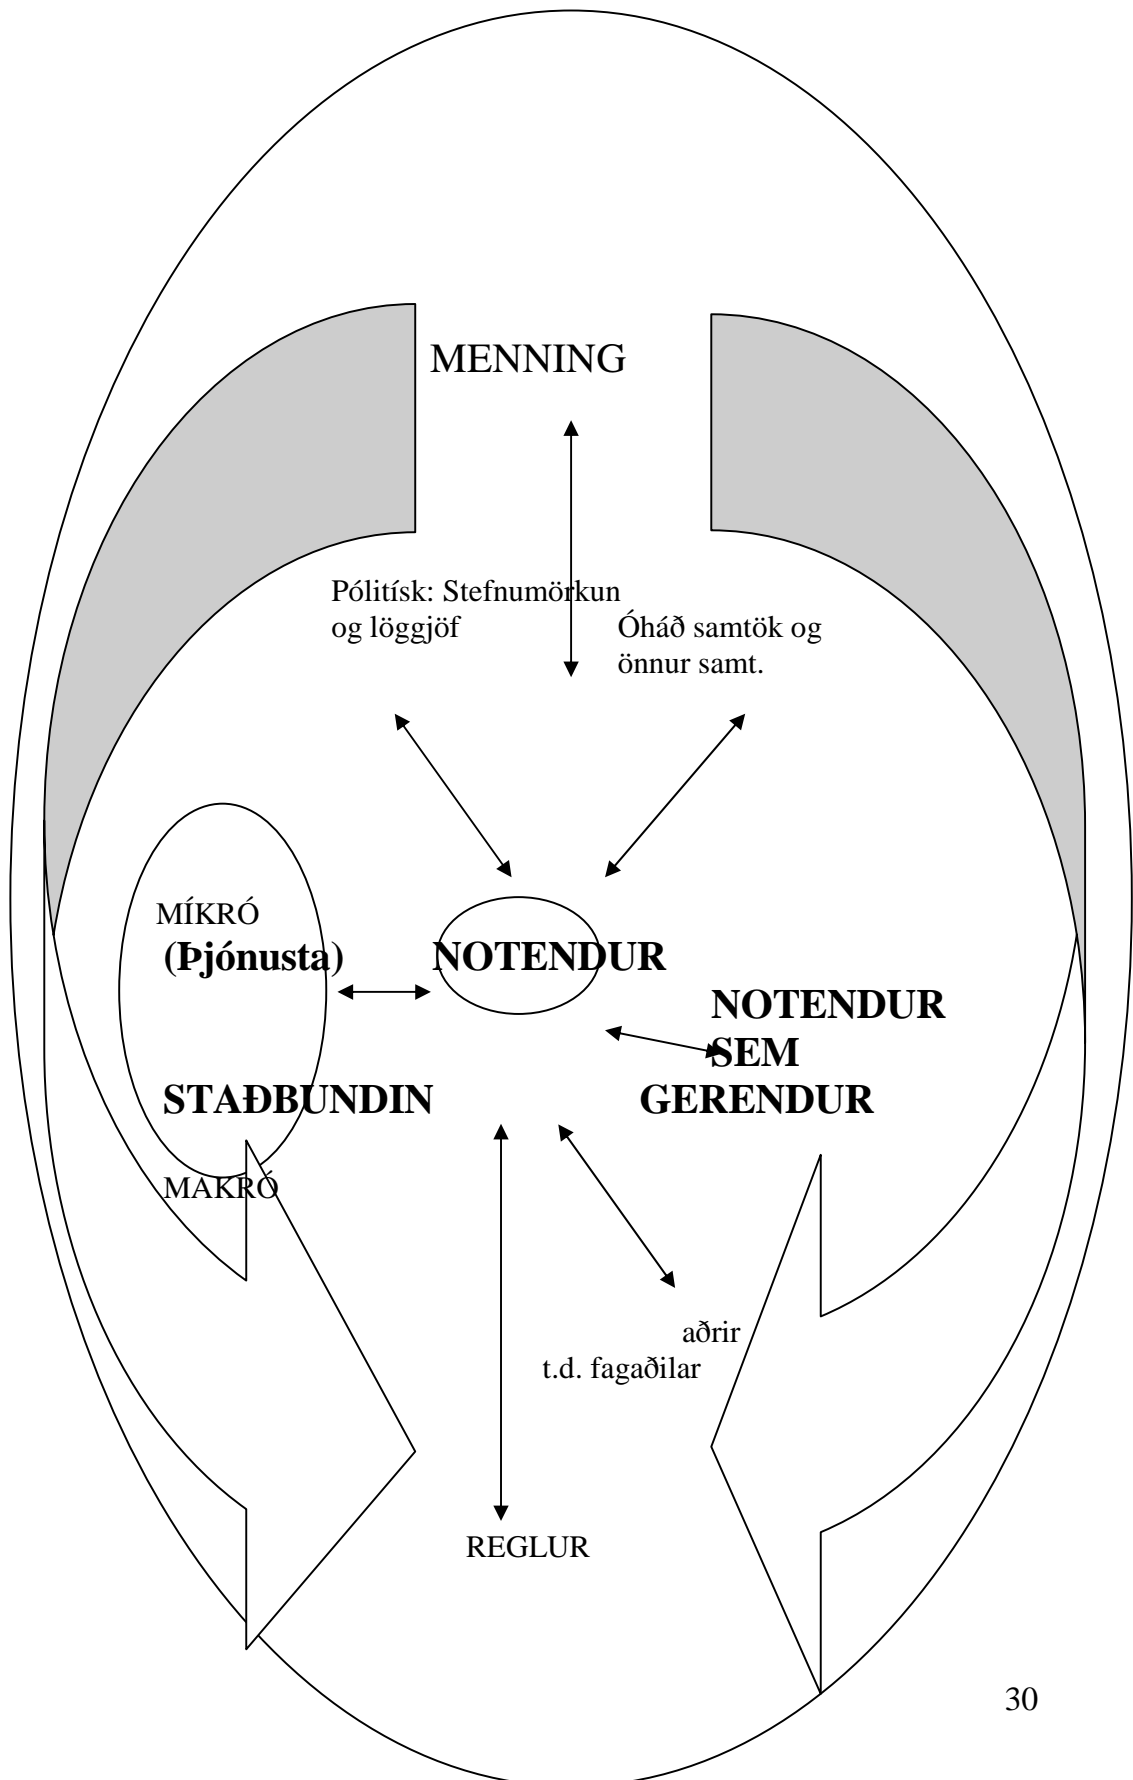 MENNING
Pólitísk: Stefnumörkun
og löggjöf
Óháð samtök og
önnur samt.
MÍKRÓ
(Þjónusta)
NOTENDUR
NOTENDUR
SEM
GERENDUR
STAÐBUNDIN
MAKRÓ
aðrir
t.d. fagaðilar
REGLUR
30